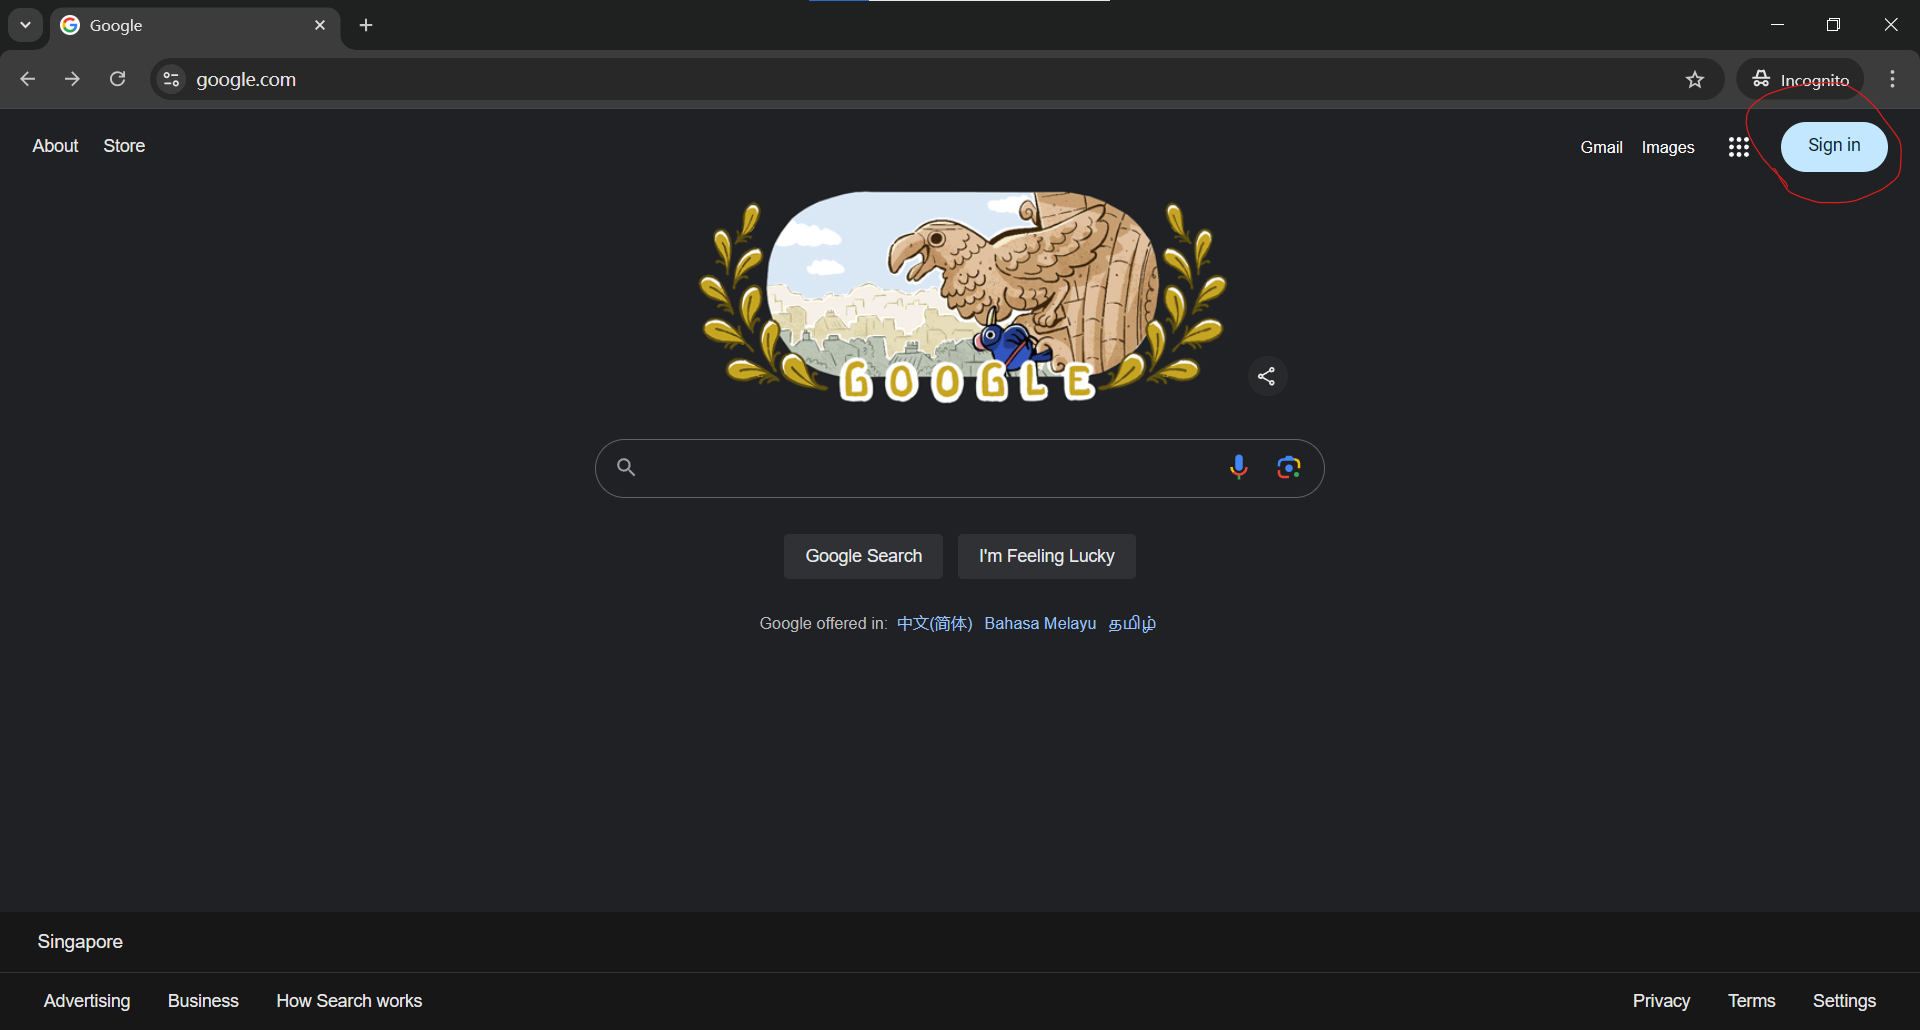 Google
google.com
Incognito
About Store
Gmail Images Sign in
GOOGLE
Google Search I'm Feeling Lucky
Google offered in: 中文(简体) Bahasa Melayu தமிழ்
Singapore
Advertising Business How Search works
Privacy Terms Settings